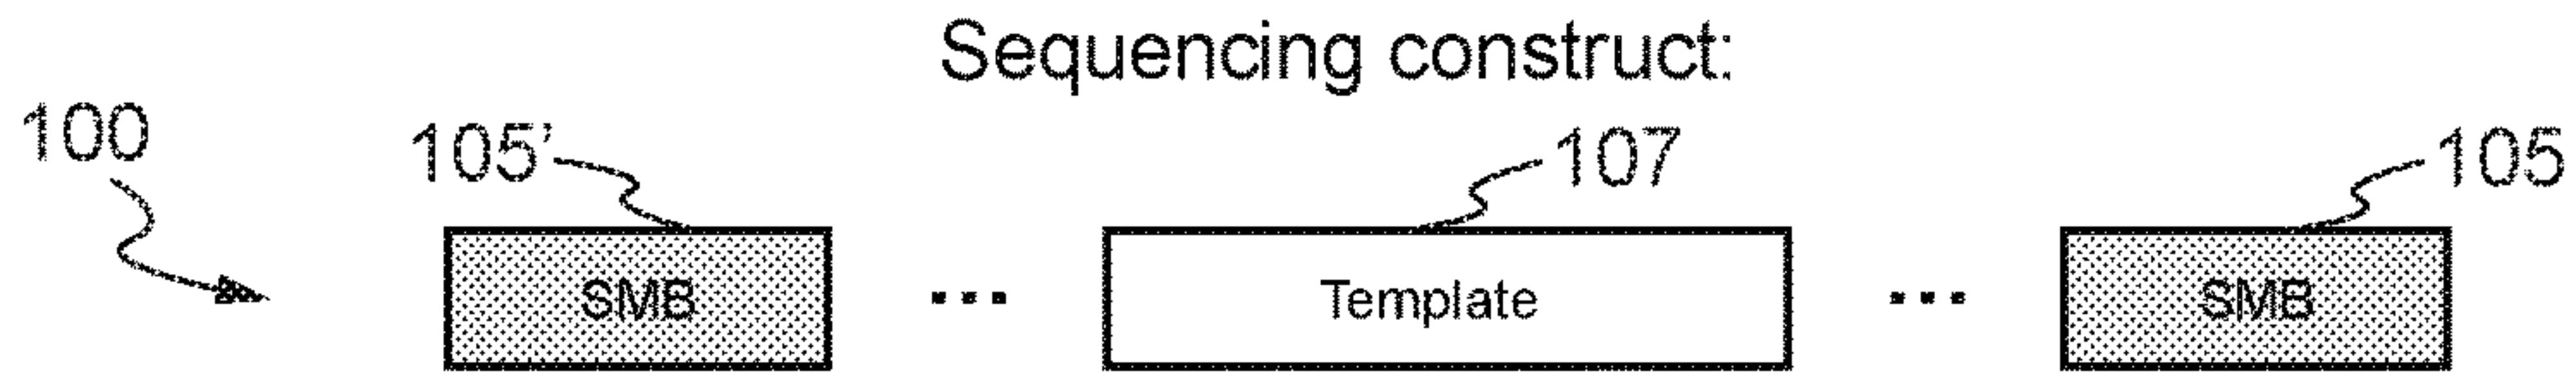 Sequencing construct:
100 105’ 107 105
SMB ... Template ... SMB